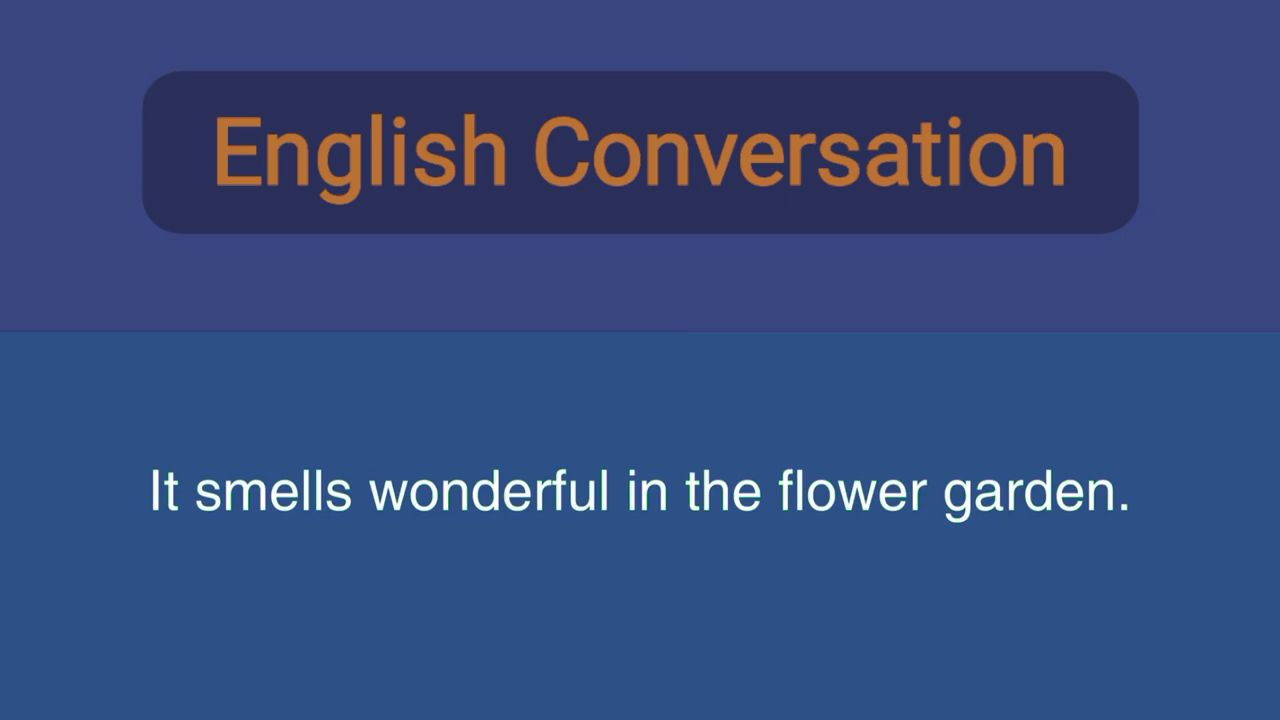 English Conversation
It smells wonderful in the flower garden.